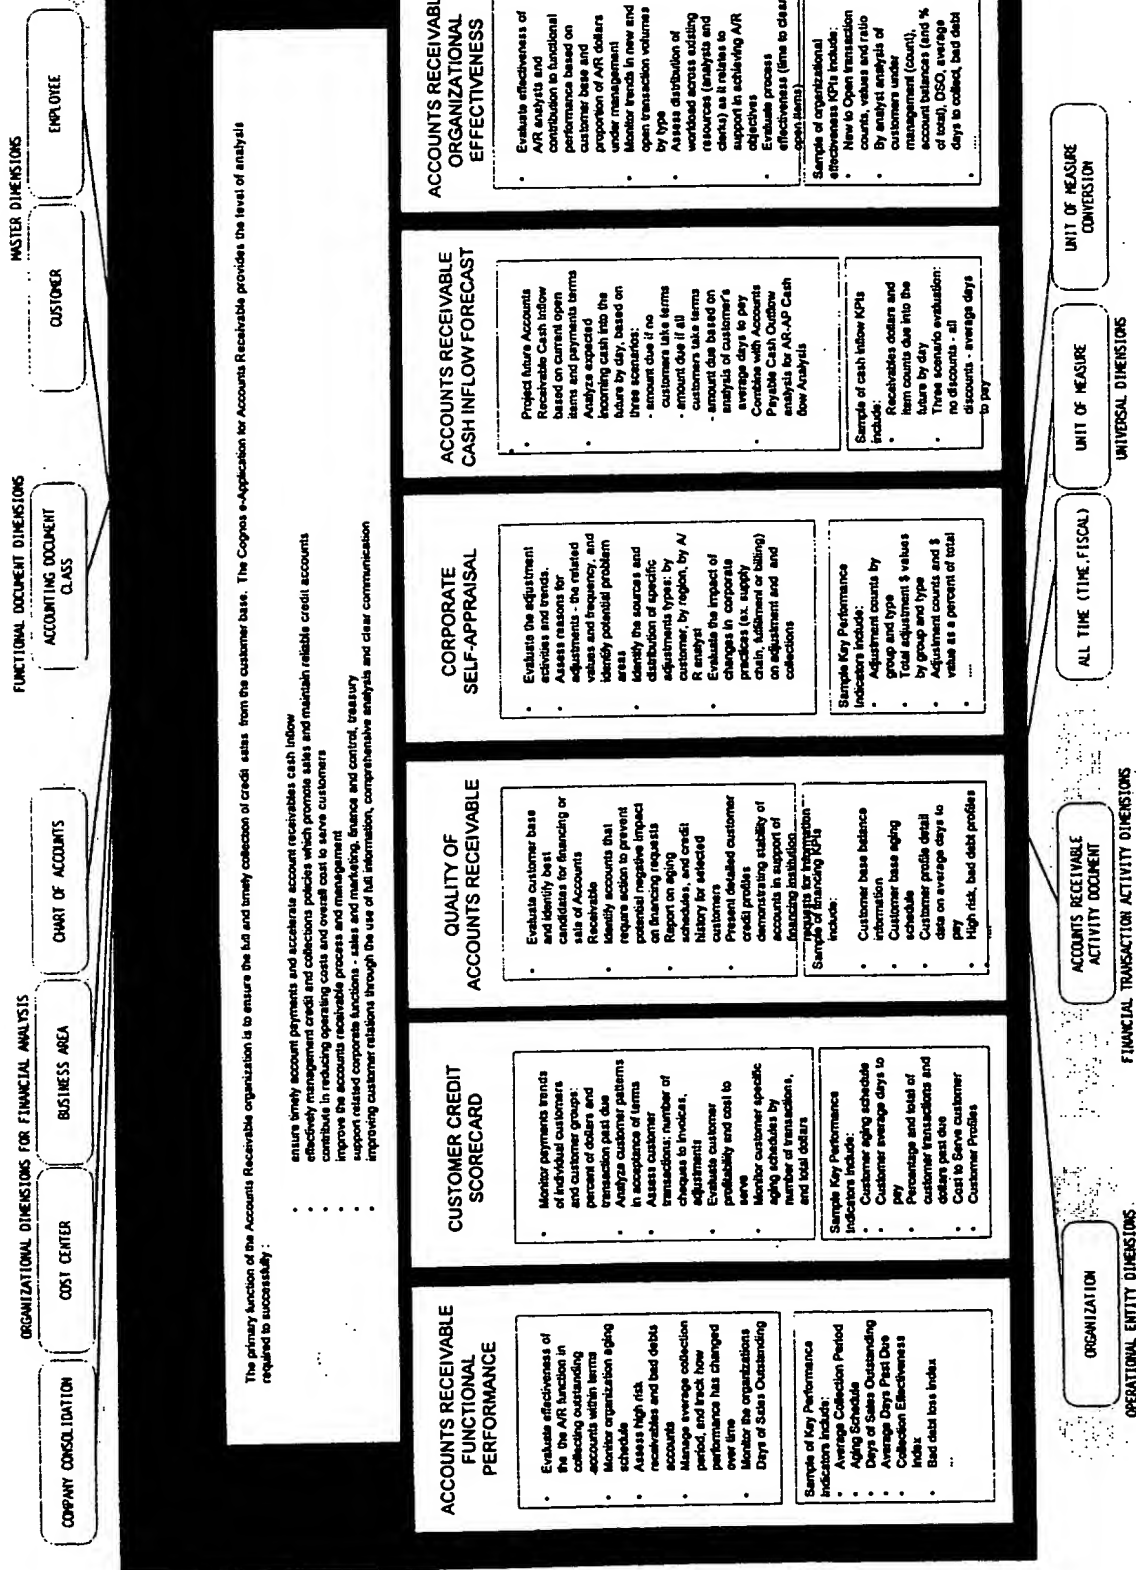 ORGANIZATIONAL DIMENSIONS FOR FINANCIAL ANALYSIS
FUNCTIONAL DOCUMENT DIMENSIONS
MASTER DIMENSIONS
COMPANY CONSOLIDATION
COST CENTER
BUSINESS AREA
CHART OF ACCOUNTS
ACCOUNTING DOCUMENT
CLASS
CUSTOMER
EMPLOYEE
The primary function of the Accounts Receivable organization is to ensure the full and timely collection of credit sales from the customer base. The Cognos e-Application for Accounts Receivable provides the level of analysis
required to successfully :
• ensure timely account payments and accelerate account receivables cash inflow
• effectively management credit and collections policies which promote sales and maintain reliable credit accounts
• contribute in reducing operating costs and overall cost to serve customers
• improve the accounts receivable process and management
• support related corporate functions - sales and marketing, finance and control, treasury
• improving customer relations through the use of full information, comprehensive analysis and clear communication
...
ACCOUNTS RECEIVABLE
FUNCTIONAL
PERFORMANCE
• Evaluate effectiveness of
the the A/R function in
collecting outstanding
accounts within terms
• Monitor organization aging
schedule
• Assess high risk
receivables and bad debts
accounts
• Manage average collection
period, and track how
performance has changed
over time
• Monitor the organizations
Days of Sales Outstanding
Sample of Key Performance
Indicators include:
• Average Collection Period
• Aging Schedule
• Days of Sales Outstanding
• Average Days Past Due
• Collection Effectiveness
Index
• Bad debt loss index
...
CUSTOMER CREDIT
SCORECARD
• Monitor payments trends
of individual customers
and customer groups:
percent of dollars and
transaction past due
• Analyze customer patterns
in acceptance of terms
• Assess customer
transactions: number of
cheques to invoices,
adjustments
• Evaluate customer
profitability and cost to
serve
• Monitor customer specific
aging schedules by
number of transactions,
and total dollars
Sample Key Performance
Indicators Include:
• Customer aging schedule
• Customer average days to
pay
• Percentage and total of
customer transactions and
dollars past due
• Cost to Serve customer
• Customer Profiles
QUALITY OF
ACCOUNTS RECEIVABLE
• Evaluate customer base
and identify best
candidates for financing or
sale of Accounts
Receivable
• Identify accounts that
require action to prevent
potential negative impact
on financing requests
• Report on aging
schedules, and credit
history for selected
customers
• Present detailed customer
credit profiles
demonstrating stability of
accounts in support of
financing institution
requests for information
Sample of financing KPIs
include:
• Customer base balance
information
• Customer base aging
schedule
• Customer profile detail
data on average days to
pay
• High risk, bad debt profiles
....
CORPORATE
SELF-APPRAISAL
• Evaluate the adjustment
activities and trends.
• Assess reasons for
adjustments - the related
values and frequency, and
identify potential problem
areas
• Identify the sources and
distribution of specific
adjustments types: by
customer, by region, by A/
R analyst
• Evaluate the impact of
changes in corporate
practices (ex. supply
chain, fulfillment or billing)
on adjustment and and
collections
Sample Key Performance
Indicators include:
• Adjustment counts by
group and type
• Total adjustment $ values
by group and type
• Adjustment counts and $
value as a percent of total
• ....
ACCOUNTS RECEIVABLE
CASH INFLOW FORECAST
• Project future Accounts
Receivable Cash Inflow
based on current open
items and payments terms
• Analyze expected
incoming cash into the
future by day, based on
three scenarios:
- amount due if no
customers take terms
- amount due if all
customers take terms
- amount due based on
analysis of customer's
average days to pay
• Combine with Accounts
Payable Cash Outflow
analysis for AR-AP Cash
flow Analysis
Sample of cash inflow KPIs
include:
• Receivables dollars and
item counts due into the
future by day
• Three scenario evaluation:
no discounts - all
discounts - average days
to pay
ACCOUNTS RECEIVABLE
ORGANIZATIONAL
EFFECTIVENESS
• Evaluate effectiveness of
A/R analysts and
contribution to functional
performance based on
customer base and
proportion of A/R dollars
under management
• Monitor trends in new and
open transaction volumes
by type
• Assess distribution of
workload across existing
resources (analysts and
clerks) as it relates to
support in achieving A/R
objectives
• Evaluate process
effectiveness (time to clear
open items)
Sample of organizational
effectiveness KPIs include:
• New to Open transaction
counts, values and ratio
• By analyst analysis of
customers under
management (count),
account balances (and %
of total), DSO, average
days to collect, bad debt
• ....
ORGANIZATION
ACCOUNTS RECEIVABLE
ACTIVITY DOCUMENT
ALL TIME (TIME,FISCAL)
UNIT OF MEASURE
UNIT OF MEASURE
CONVERSION
OPERATIONAL ENTITY DIMENSIONS
FINANCIAL TRANSACTION ACTIVITY DIMENSIONS
UNIVERSAL DIMENSIONS